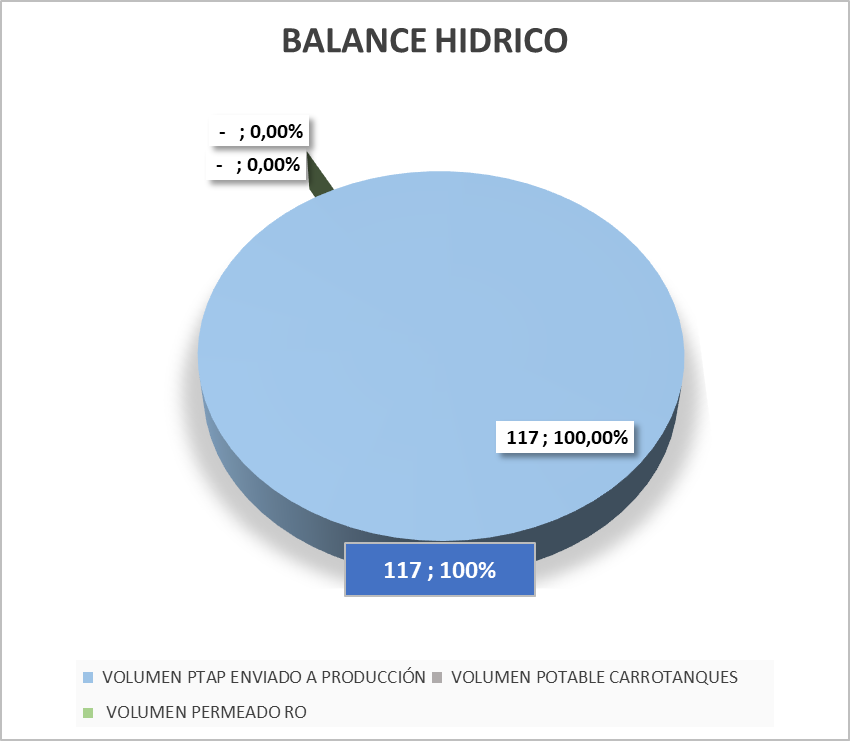 BALANCE HIDRICO
- ; 0,00%
- ; 0,00%
117 ; 100,00%
117 ; 100%
VOLUMEN PTAP ENVIADO A PRODUCCIÓN VOLUMEN POTABLE CARROTANQUES
VOLUMEN PERMEADO RO